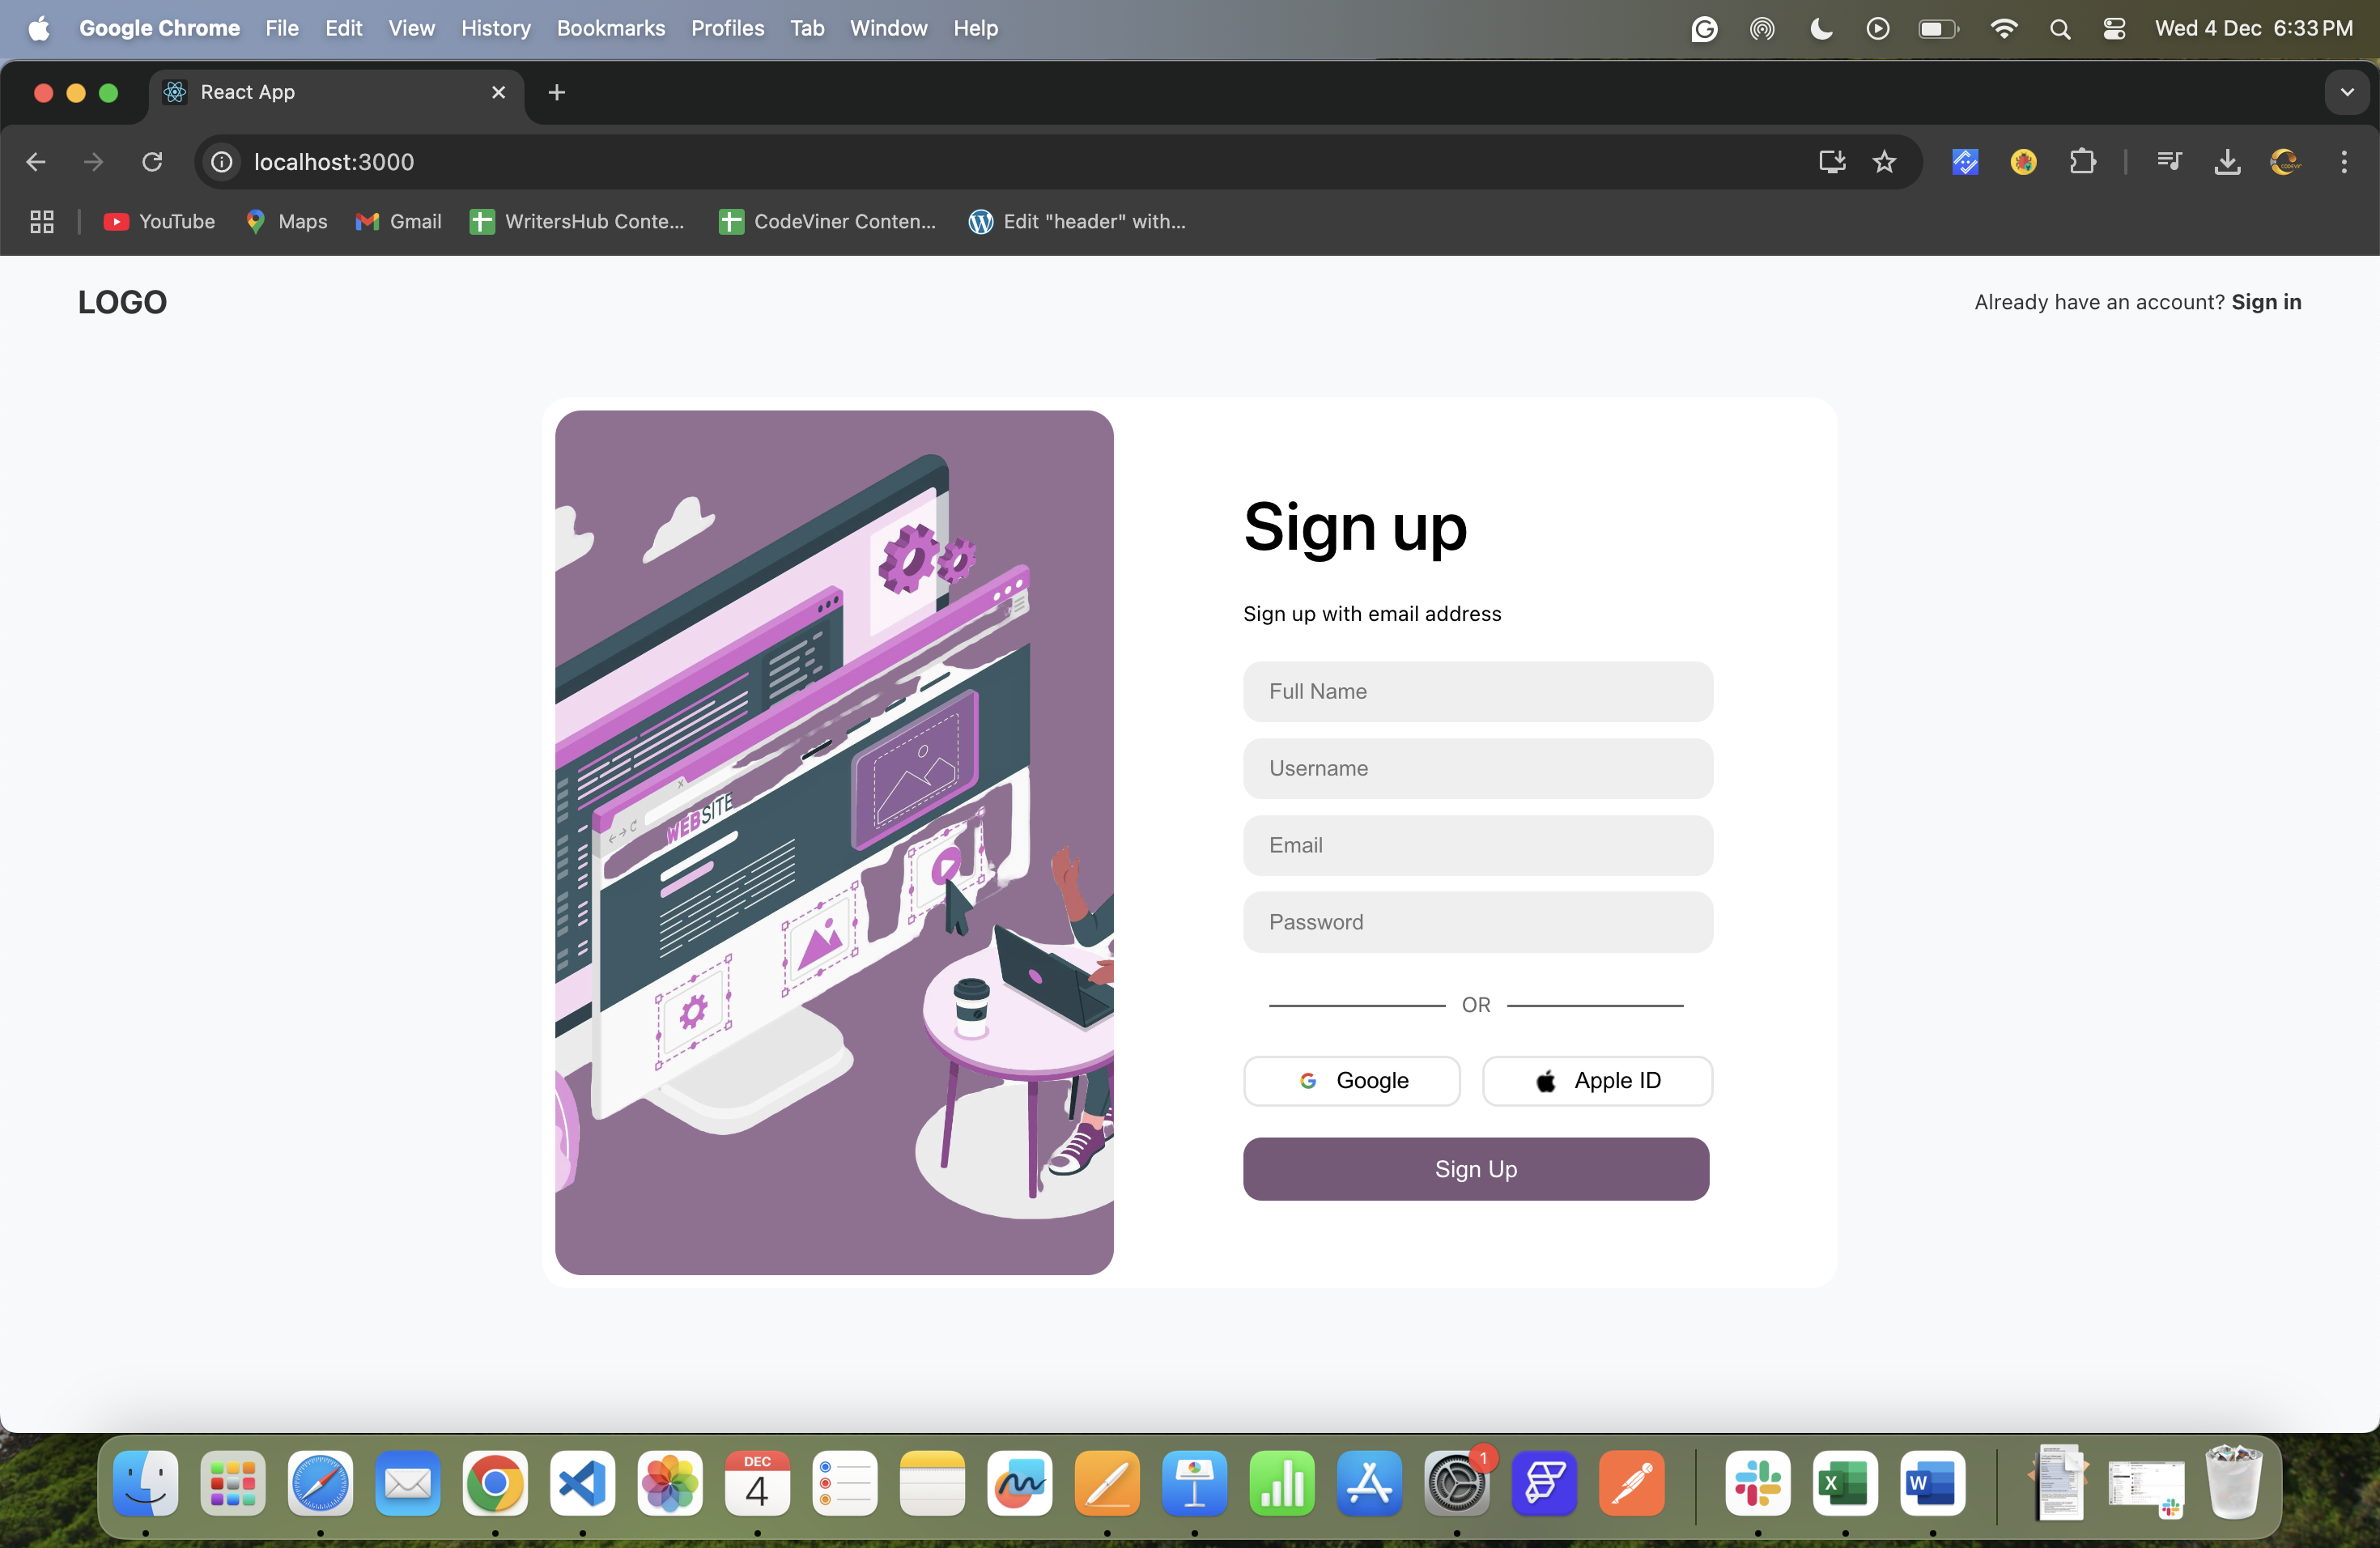 Google Chrome File Edit View History Bookmarks Profiles Tab Window Help Wed 4 Dec 6:33 PM
React App
localhost:3000
YouTube Maps Gmail WritersHub Conte... CodeViner Conten... Edit "header" with...
LOGO Already have an account? Sign in
WEBSITE
Sign up
Sign up with email address
Full Name
Username
Email
Password
OR
Google Apple ID
Sign Up
DEC
4
1
X
W